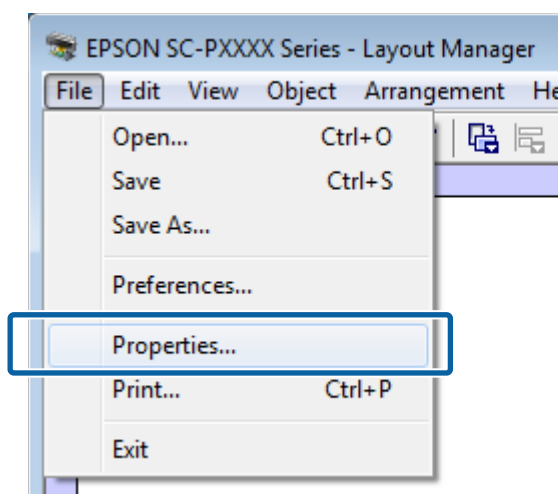 EPSON SC-PXXXX Series - Layout Manager
File Edit View Object Arrangement He
Open... Ctrl+O
Save Ctrl+S
Save As...
Preferences...
Properties...
Print... Ctrl+P
Exit